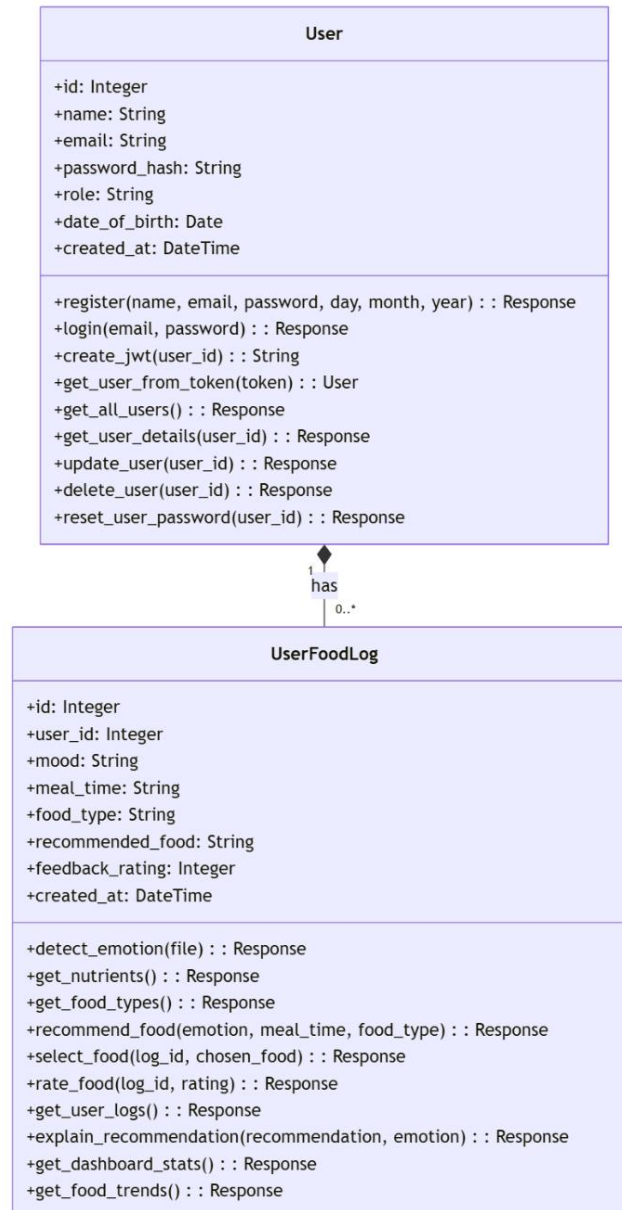 User
+id: Integer
+name: String
+email: String
+password_hash: String
+role: String
+date_of_birth: Date
+created_at: DateTime
+register(name, email, password, day, month, year) : : Response
+login(email, password) : : Response
+create_jwt(user_id) : : String
+get_user_from_token(token) : : User
+get_all_users() : : Response
+get_user_details(user_id) : : Response
+update_user(user_id) : : Response
+delete_user(user_id) : : Response
+reset_user_password(user_id) : : Response
1
has
0..*
UserFoodLog
+id: Integer
+user_id: Integer
+mood: String
+meal_time: String
+food_type: String
+recommended_food: String
+feedback_rating: Integer
+created_at: DateTime
+detect_emotion(file) : : Response
+get_nutrients() : : Response
+get_food_types() : : Response
+recommend_food(emotion, meal_time, food_type) : : Response
+select_food(log_id, chosen_food) : : Response
+rate_food(log_id, rating) : : Response
+get_user_logs() : : Response
+explain_recommendation(recommendation, emotion) : : Response
+get_dashboard_stats() : : Response
+get_food_trends() : : Response